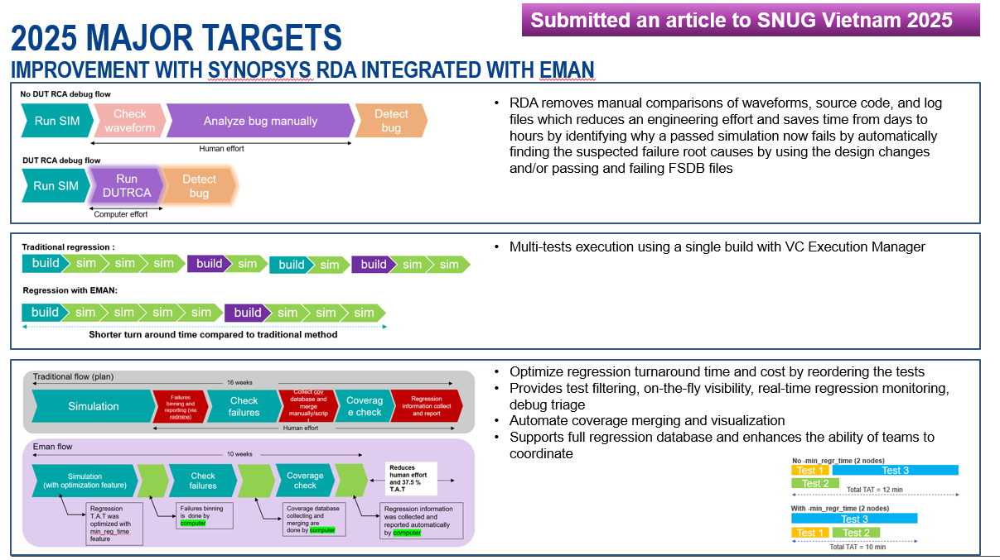 Submitted an article to SNUG Vietnam 2025
2025 MAJOR TARGETS
IMPROVEMENT WITH SYNOPSYS RDA INTEGRATED WITH EMAN
No DUT RCA debug flow
Run SIM
Check
waveform
Analyze bug manually
Detect
bug
Human effort
DUT RCA debug flow
Run SIM
Run
DUTRCA
Detect
bug
Computer effort
• RDA removes manual comparisons of waveforms, source code, and log
files which reduces an engineering effort and saves time from days to
hours by identifying why a passed simulation now fails by automatically
finding the suspected failure root causes by using the design changes
and/or passing and failing FSDB files
Traditional regression :
build sim sim sim build sim build sim build sim sim
Regression with EMAN:
build sim sim sim sim build sim sim sim
Shorter turn around time compared to traditional method
• Multi-tests execution using a single build with VC Execution Manager
Traditional flow (plan)
16 weeks
Simulation
Failures
binning and
reporting (via
redmine)
Check
failures
Collect cov
database and
merge
manually/scrip
t
Coverag
e check
Regression
information collect
and report
Human effort
Eman flow
10 weeks
Simulation
(with optimization feature)
Check
failures
Coverage
check
Reduces
human effort
and 37.5 %
T.A.T
Regression
T.A.T was
optimized with
min_reg_time
feature
Failures binning
is done by
computer
Coverage database
collecting and
merging are
done by computer
Regression information
was collected and
reported automatically
by computer
• Optimize regression turnaround time and cost by reordering the tests
• Provides test filtering, on-the-fly visibility, real-time regression monitoring,
debug triage
• Automate coverage merging and visualization
• Supports full regression database and enhances the ability of teams to
coordinate
No -min_regr_time (2 nodes)
Test 1 Test 3
Test 2
Total TAT = 12 min
With -min_regr_time (2 nodes)
Test 3
Test 1 Test 2
Total TAT = 10 min